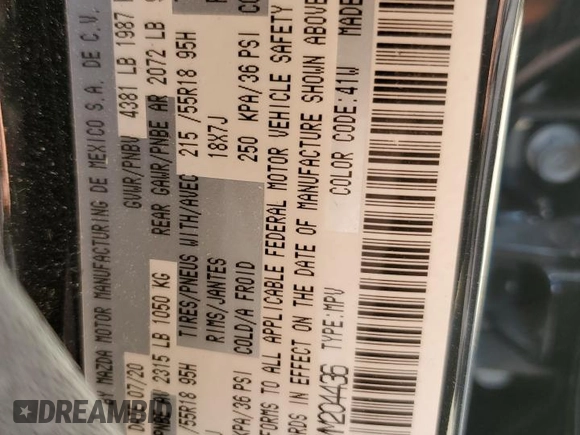 Y MAZDA MOTOR MANUFACTURING DE MEXICO S.A. DE C.V.
07/20 GVWR/PNBV 4381 LB 1987
2315 LB 1050 KG REAR GAWR/PNBE AR 2072 LB
/55R18 95H TIRES/PNEUS WITH/AVEC 215 /55R18 95H
RIMS/JANTES 18X7J
KPA/36 PSI COLD/A FROID 250 KPA/36 PSI
FORMS TO ALL APPLICABLE FEDERAL MOTOR VEHICLE SAFETY
RDS IN EFFECT ON THE DATE OF MANUFACTURE SHOWN ABOVE
M204436 TYPE:MPV COLOR CODE:41W MADE
RIDESAFELY